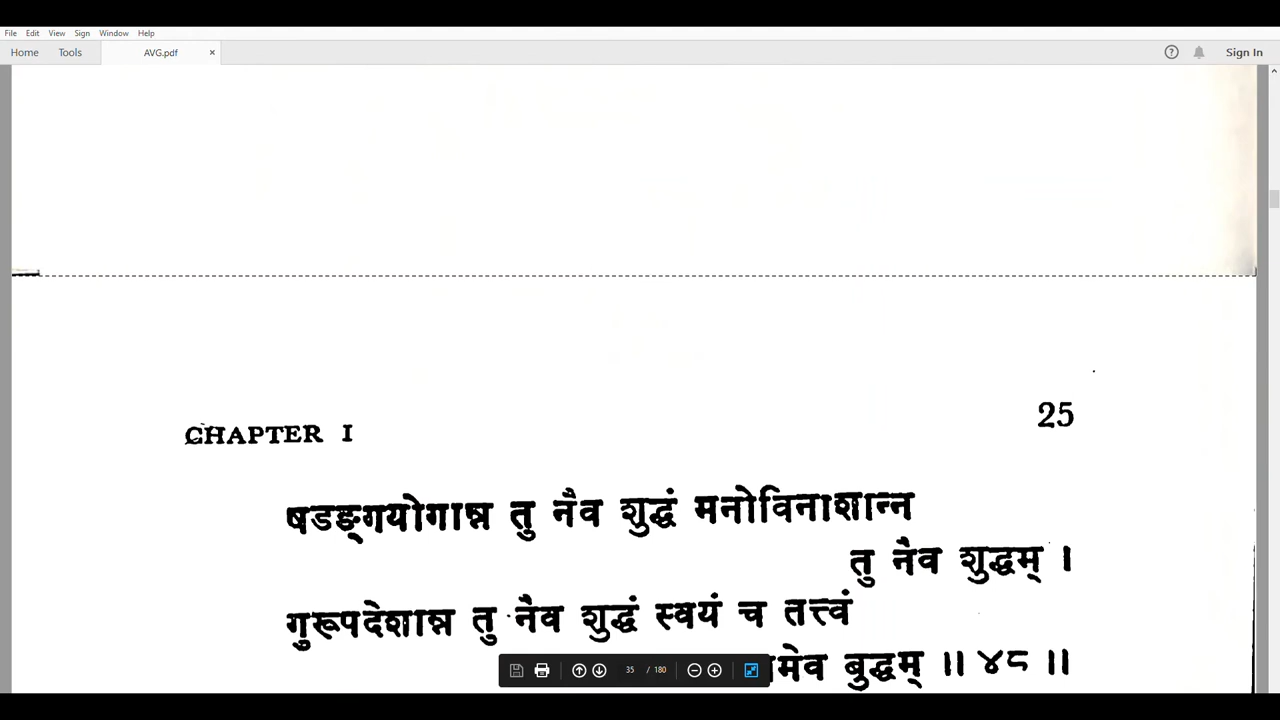 File Edit View Sign Window Help
Home Tools AVG.pdf × ? Sign In
CHAPTER I 25
षडङ्गयोगान्न तु नैव शुद्धं मनोविनाशान्न
तु नैव शुद्धम् ।
गुरूपदेशान्न तु नैव शुद्धं स्वयं च तत्त्वं
बुद्धम् ॥ ४८ ॥
35 / 180